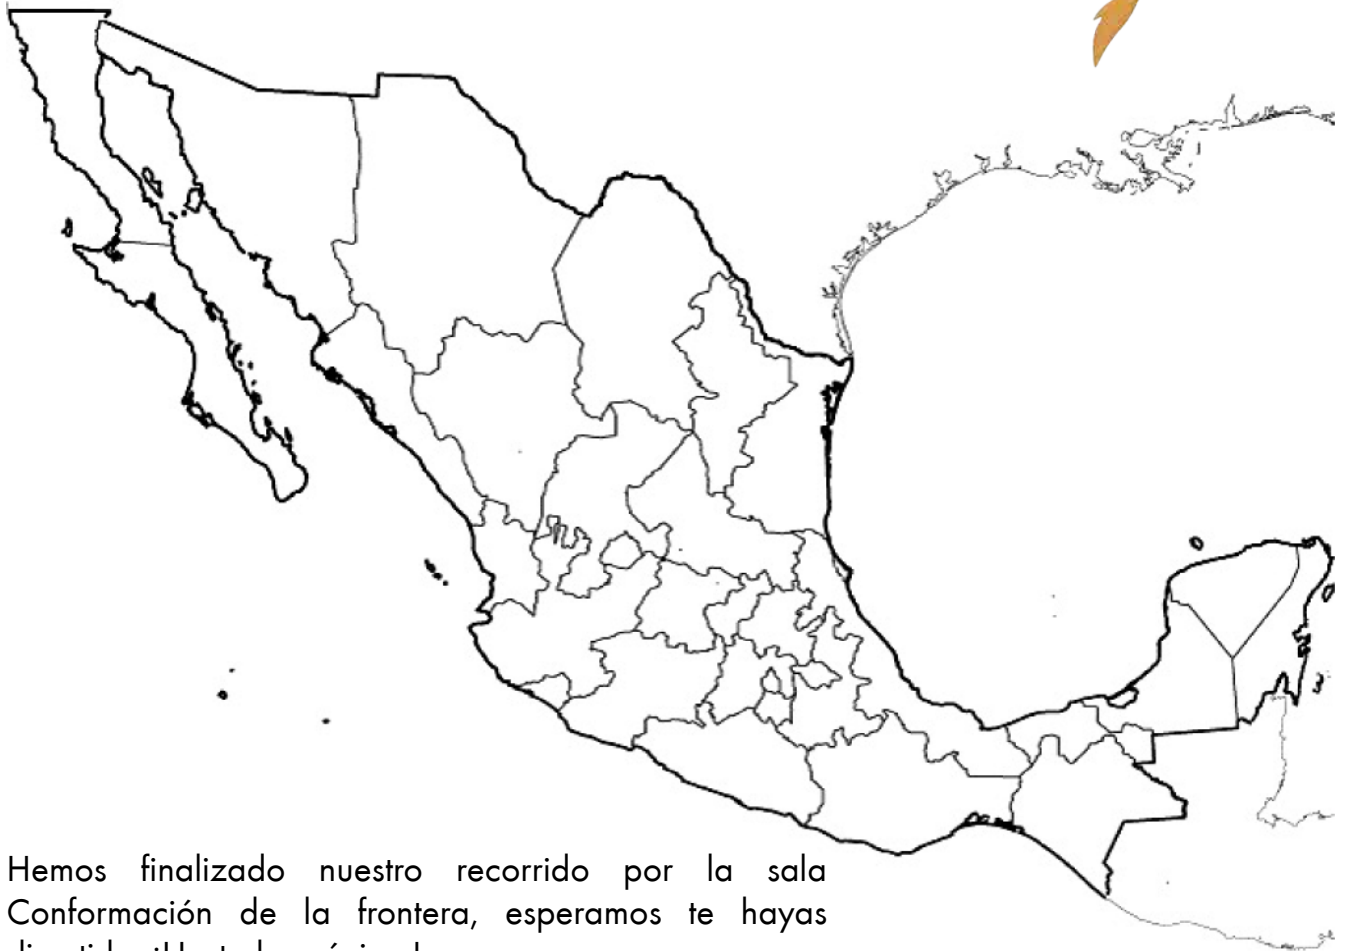 Hemos finalizado nuestro recorrido por la sala
Conformación de la frontera, esperamos te hayas